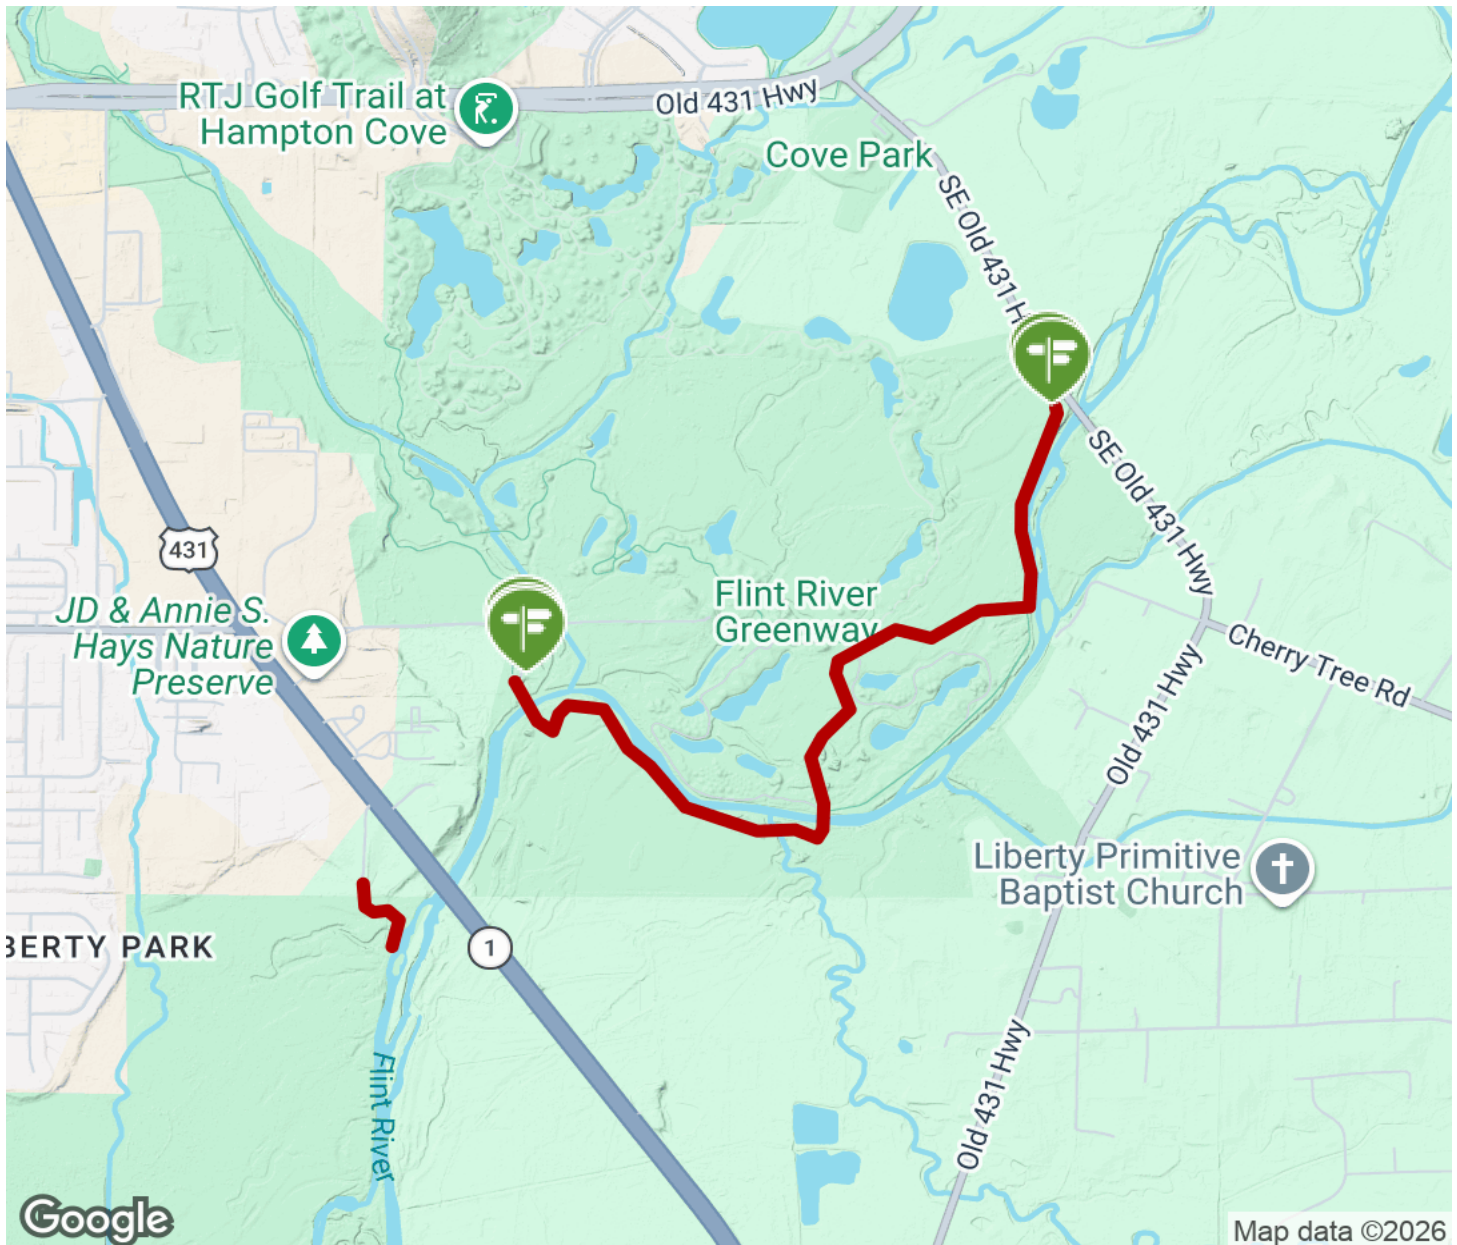 RTJ Golf Trail at
Hampton Cove
Old 431 Hwy
Cove Park
SE Old 431 H
SE Old 431 Hwy
431
JD & Annie S.
Hays Nature
Preserve
Flint River
Greenway
Cherry Tree Rd
Old 431 Hwy
Liberty Primitive
Baptist Church
BERTY PARK
1
Flint River
Old 431 Hwy
Google
Map data ©2026